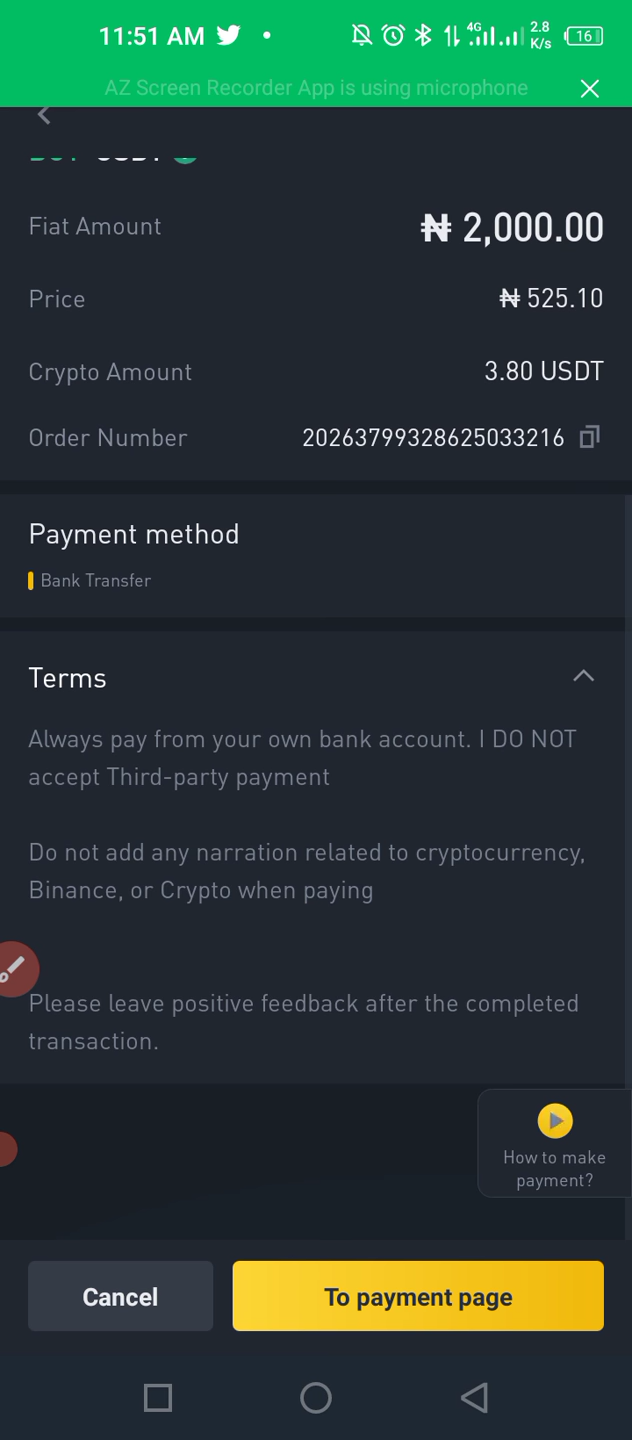 11:51 AM
4G
2.8
K/s
16
AZ Screen Recorder App is using microphone
Fiat Amount ₦ 2,000.00
Price ₦ 525.10
Crypto Amount 3.80 USDT
Order Number 20263799328625033216
Payment method
Bank Transfer
Terms
Always pay from your own bank account. I DO NOT
accept Third-party payment
Do not add any narration related to cryptocurrency,
Binance, or Crypto when paying
Please leave positive feedback after the completed
transaction.
How to make
payment?
Cancel To payment page